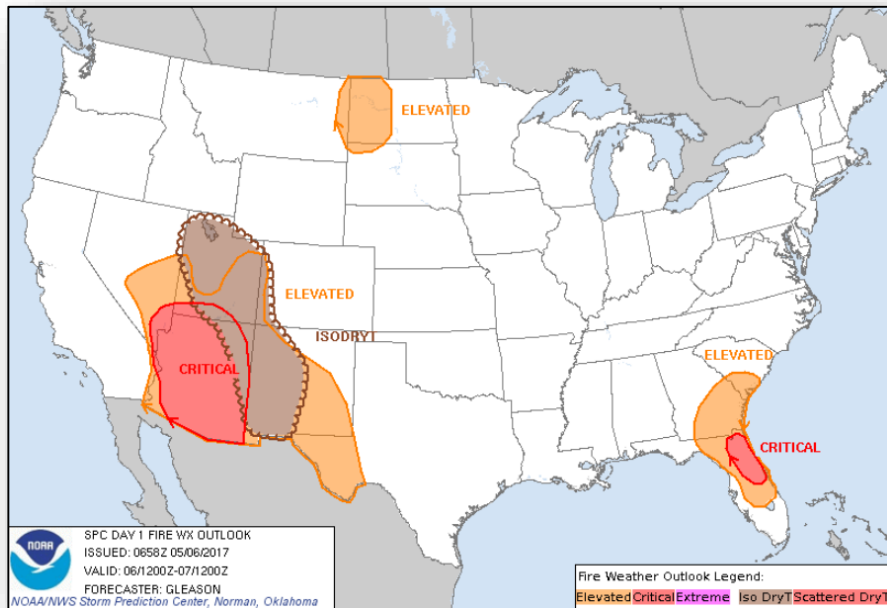 ELEVATED
ELEVATED
ISODRYT
CRITICAL
ELEVATED
CRITICAL
NOAA
SPC DAY 1 FIRE WX OUTLOOK
ISSUED: 0658Z 05/06/2017
VALID: 06/1200Z-07/1200Z
FORECASTER: GLEASON
NOAA/NWS Storm Prediction Center, Norman, Oklahoma
Fire Weather Outlook Legend:
Elevated Critical Extreme Iso DryT Scattered DryT